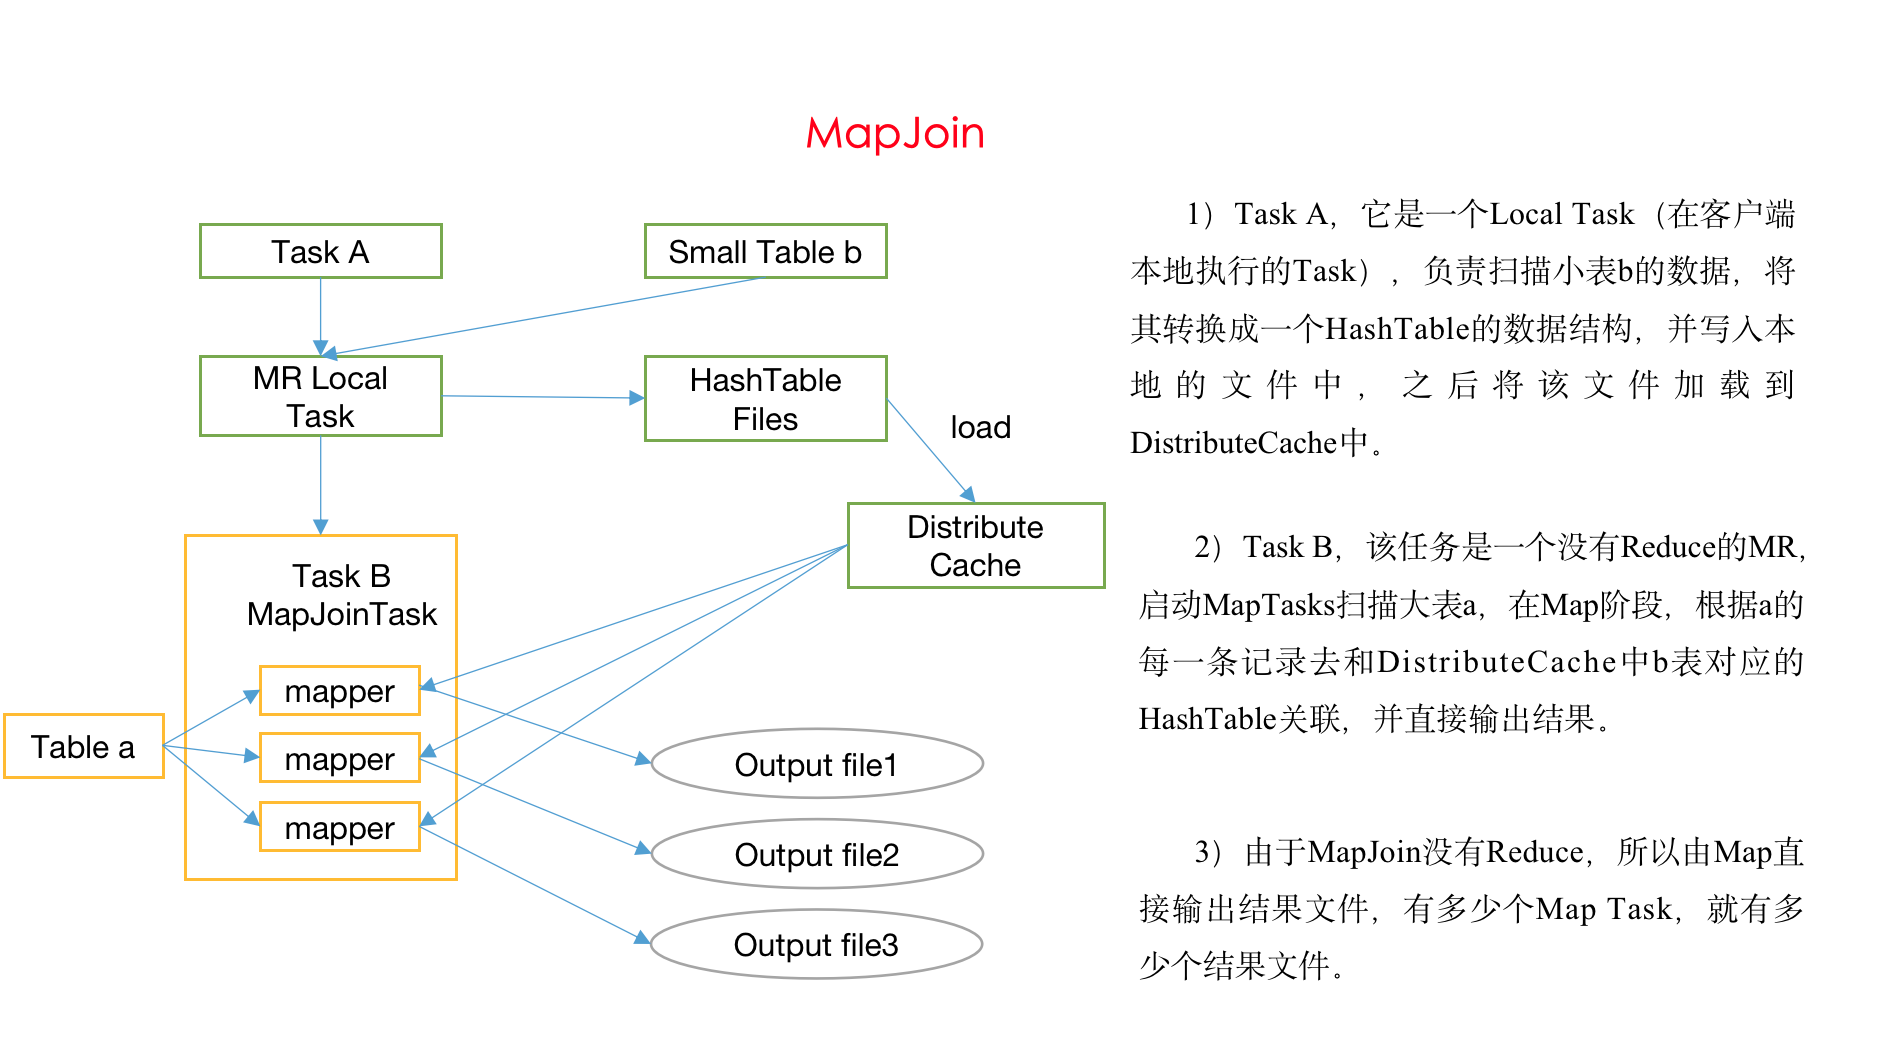 MapJoin
Task A
Small Table b
MR Local
Task
HashTable
Files
load
Distribute
Cache
Task B
MapJoinTask
mapper
mapper
mapper
Table a
Output file1
Output file2
Output file3
1）Task A，它是一个Local Task（在客户端
本地执行的Task），负责扫描小表b的数据，将
其转换成一个HashTable的数据结构，并写入本
地的文件中，之后将该文件加载到
DistributeCache中。
2）Task B，该任务是一个没有Reduce的MR，
启动MapTasks扫描大表a，在Map阶段，根据a的
每一条记录去和DistributeCache中b表对应的
HashTable关联，并直接输出结果。
3）由于MapJoin没有Reduce，所以由Map直
接输出结果文件，有多少个Map Task，就有多
少个结果文件。